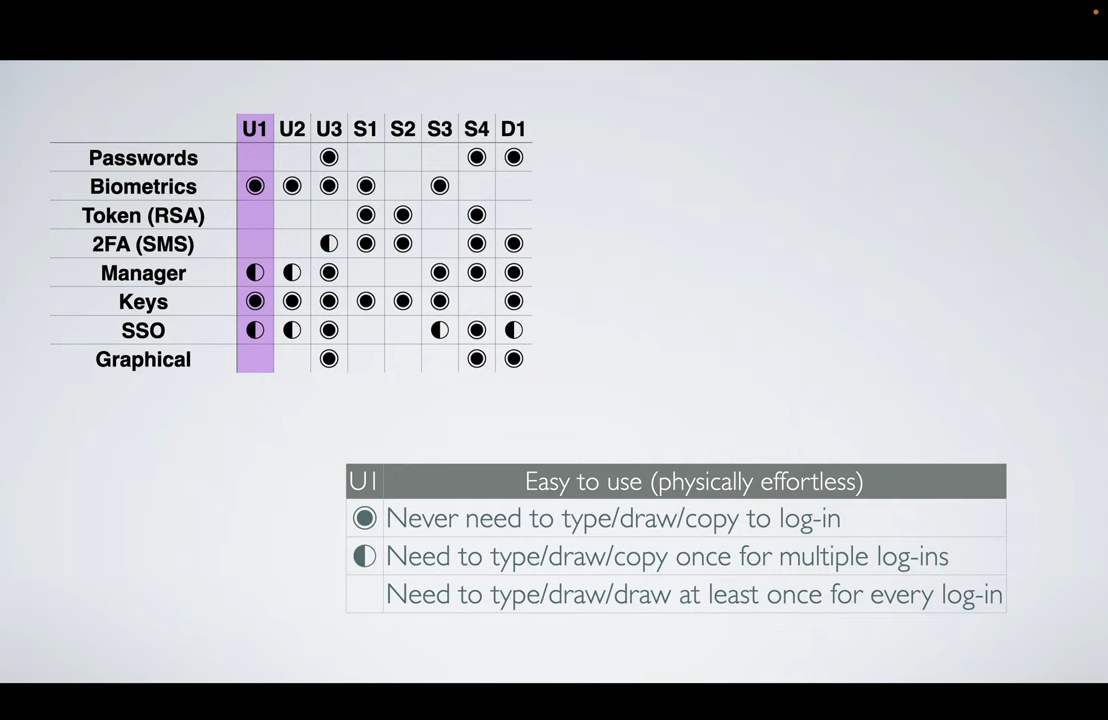 U1 U2 U3 S1 S2 S3 S4 D1
Passwords
Biometrics
Token (RSA)
2FA (SMS)
Manager
Keys
SSO
Graphical
U1 Easy to use (physically effortless)
Never need to type/draw/copy to log-in
Need to type/draw/copy once for multiple log-ins
Need to type/draw/draw at least once for every log-in